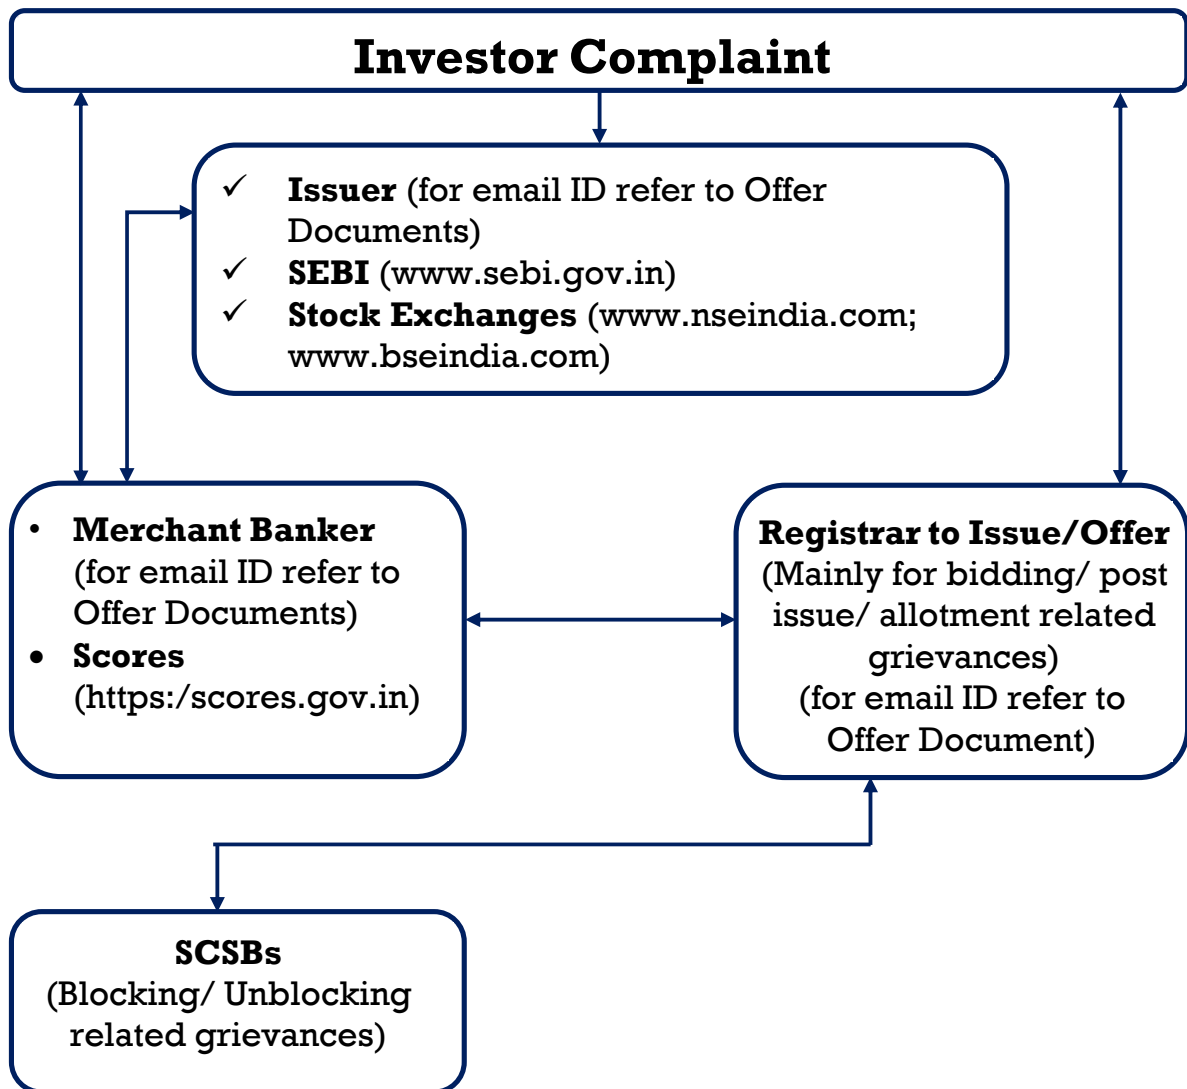 Investor Complaint
✓ Issuer (for email ID refer to Offer
Documents)
✓ SEBI (www.sebi.gov.in)
✓ Stock Exchanges (www.nseindia.com;
www.bseindia.com)
• Merchant Banker
(for email ID refer to
Offer Documents)
• Scores
(https:/scores.gov.in)
Registrar to Issue/Offer
(Mainly for bidding/ post
issue/ allotment related
grievances)
(for email ID refer to
Offer Document)
SCSBs
(Blocking/ Unblocking
related grievances)